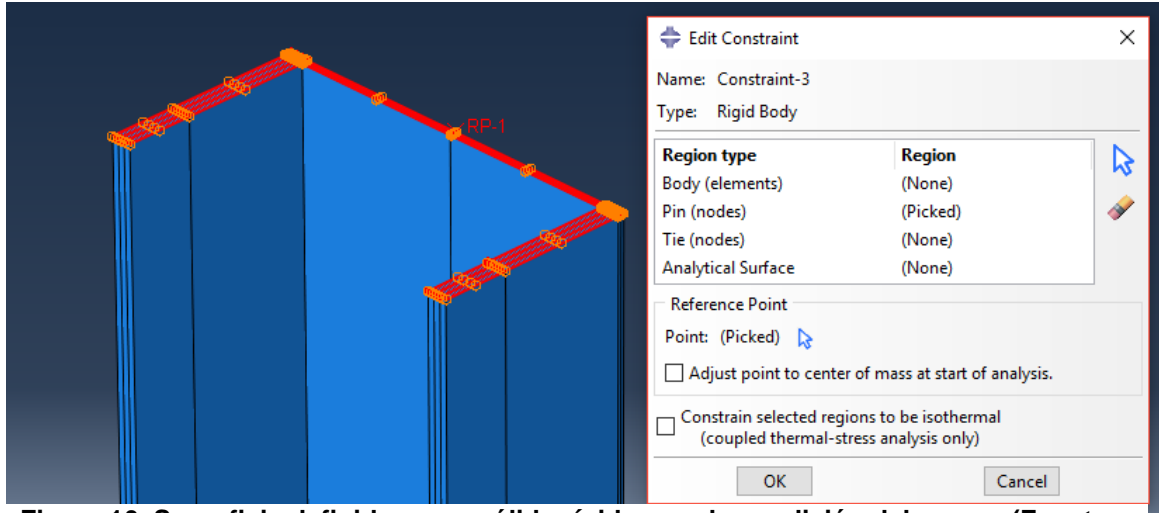 RP-1
Edit Constraint
Name: Constraint-3
Type: Rigid Body
Region type Region
Body (elements) (None)
Pin (nodes) (Picked)
Tie (nodes) (None)
Analytical Surface (None)
Reference Point
Point: (Picked)
Adjust point to center of mass at start of analysis.
Constrain selected regions to be isothermal
(coupled thermal-stress analysis only)
OK Cancel